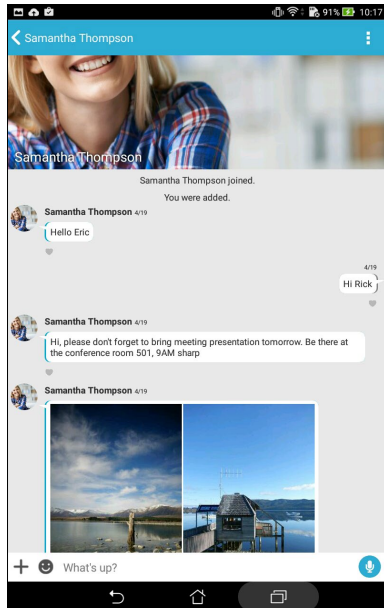 91% 10:17
Samantha Thompson
Samantha Thompson
Samantha Thompson joined.
You were added.
Samantha Thompson 4/19
Hello Eric
4/19
Hi Rick
Samantha Thompson 4/19
Hi, please don't forget to bring meeting presentation tomorrow. Be there at
the conference room 501, 9AM sharp
Samantha Thompson 4/19
What's up?